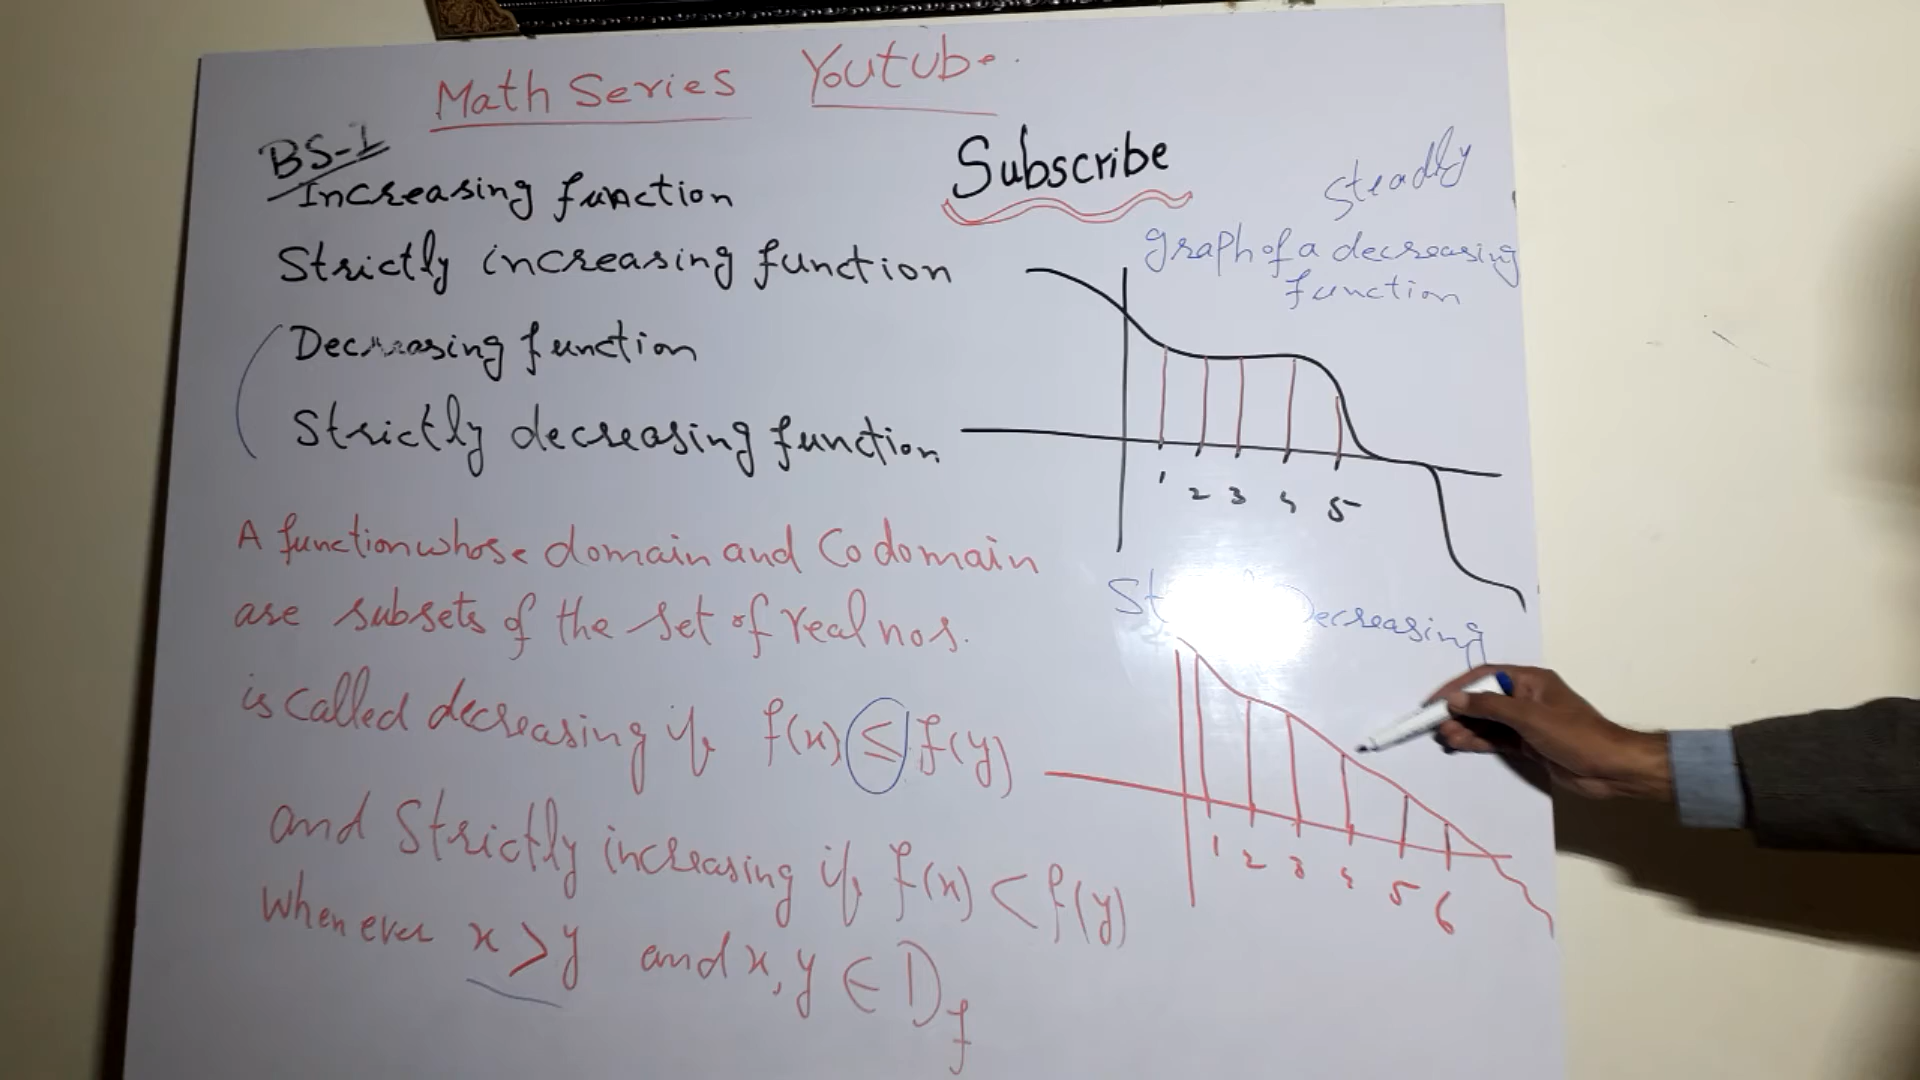 Math Series Youtube
BS-1
Increasing function
Strictly increasing function
Decreasing function
Strictly decreasing function
A function whose domain and Co domain
are subsets of the set of real nos.
is called decreasing if f(x) ≤ f(y)
and Strictly increasing if f(x) < f(y)
whenever x > y and x, y ∈ D_f
Subscribe
steadly
graph of a decreasing
function
1 2 3 4 5
Decreasing
1 2 3 4 5 6